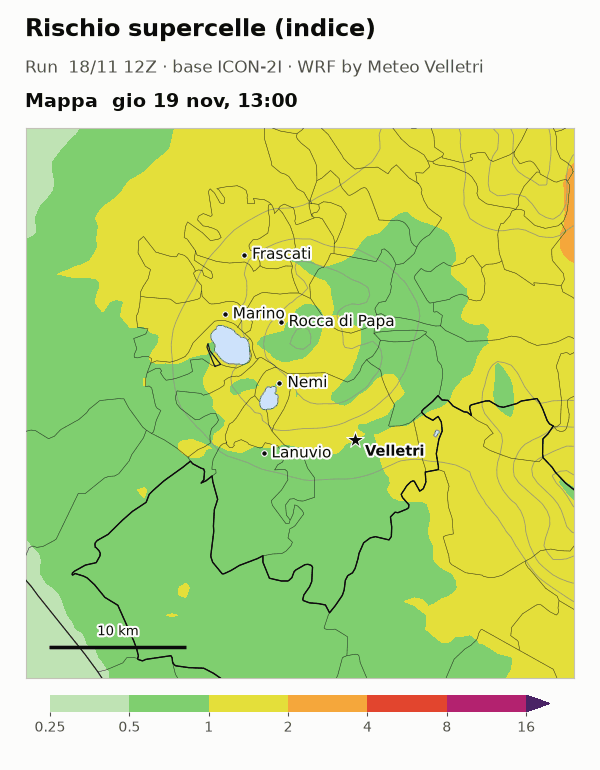 Rischio supercelle (indice)
Run 18/11 12Z · base ICON-2I · WRF by Meteo Velletri
Mappa gio 19 nov, 13:00
Frascati
Marino
Rocca di Papa
Nemi
Velletri
Lanuvio
10 km
0.25 0.5 1 2 4 8 16